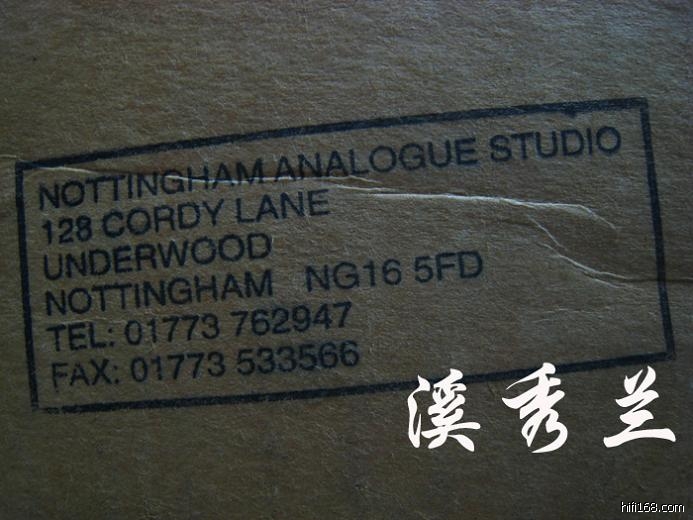 NOTTINGHAM ANALOGUE STUDIO
128 CORDY LANE
UNDERWOOD
NOTTINGHAM NG16 5FD
TEL: 01773 762947
FAX: 01773 533566
溪秀兰
hifi168.com